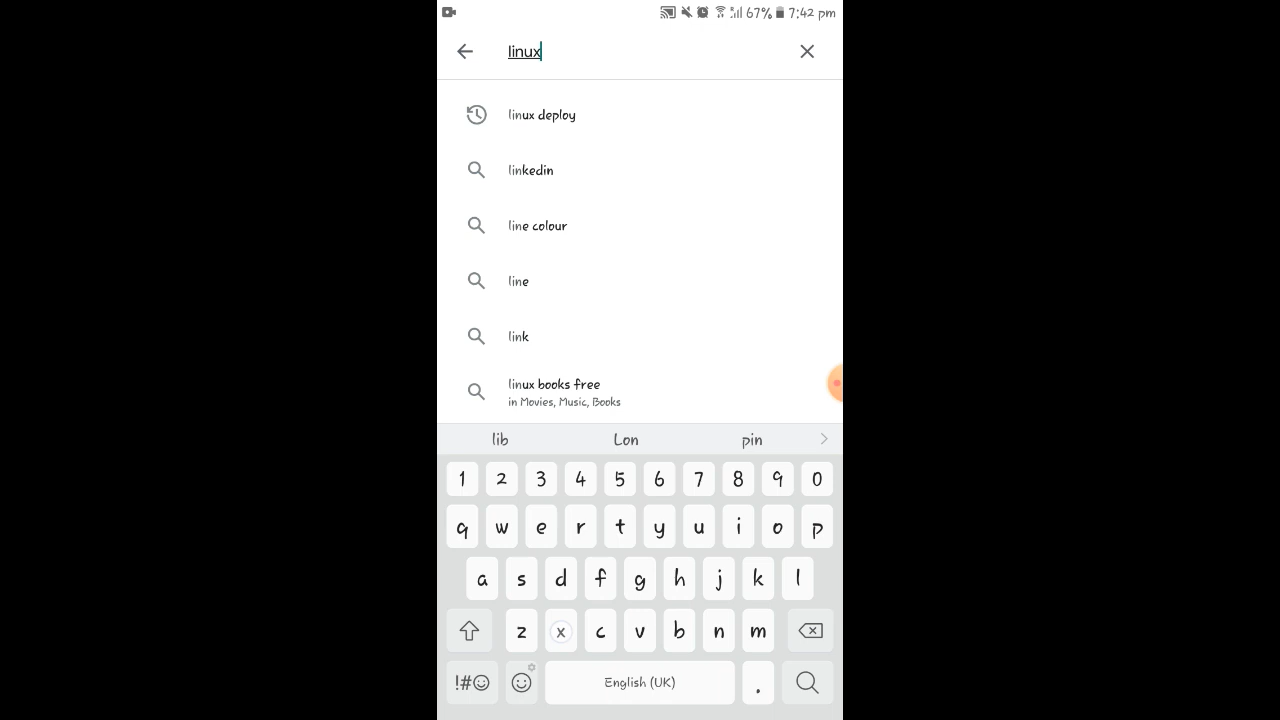 67% 7:42 pm
linux
linux deploy
linkedin
line colour
line
link
linux books free
in Movies, Music, Books
lib Lon pin
1 2 3 4 5 6 7 8 9 0
q w e r t y u i o p
a s d f g h j k l
z x c v b n m
!#☺ English (UK) .